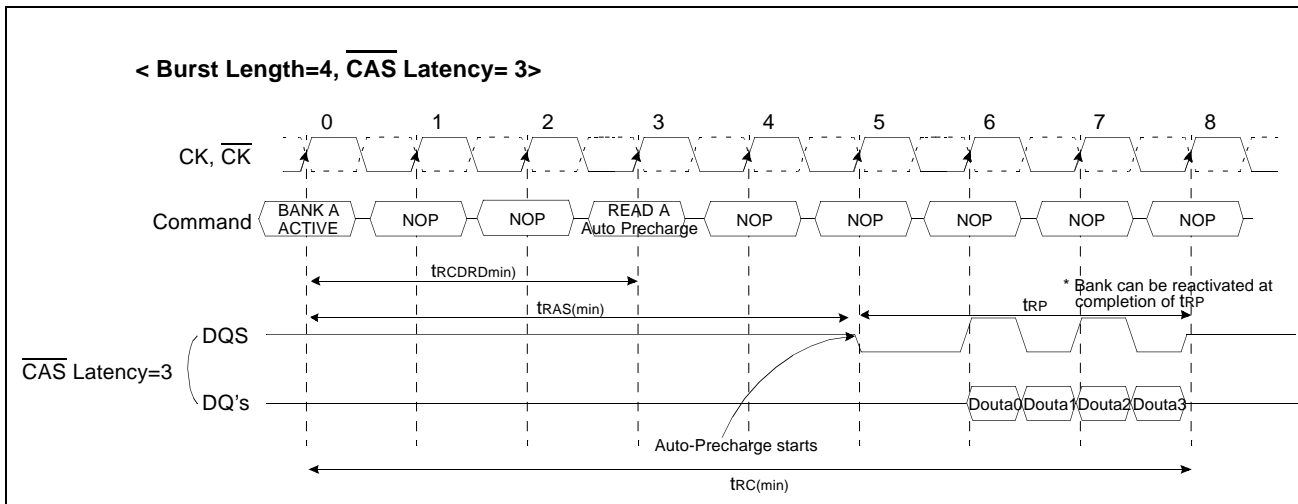 < Burst Length=4, CAS Latency= 3>
0 1 2 3 4 5 6 7 8
CK, CK
Command
BANK A
ACTIVE
NOP
NOP
READ A
Auto Precharge
NOP
NOP
NOP
NOP
NOP
tRCDRDmin)
tRAS(min)
tRP
* Bank can be reactivated at
completion of tRP
DQS
CAS Latency=3
DQ's
Douta0 Douta1 Douta2 Douta3
Auto-Precharge starts
tRC(min)